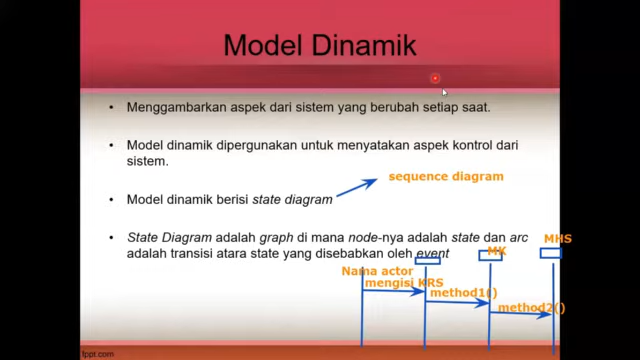 Model Dinamik
• Menggambarkan aspek dari sistem yang berubah setiap saat.
• Model dinamik dipergunakan untuk menyatakan aspek kontrol dari
sistem.
sequence diagram
• Model dinamik berisi state diagram
• State Diagram adalah graph di mana node-nya adalah state dan arc
adalah transisi atara state yang disebabkan oleh event
MHS
MK
Nama actor
mengisi KRS
method1()
method2()
fppt.com